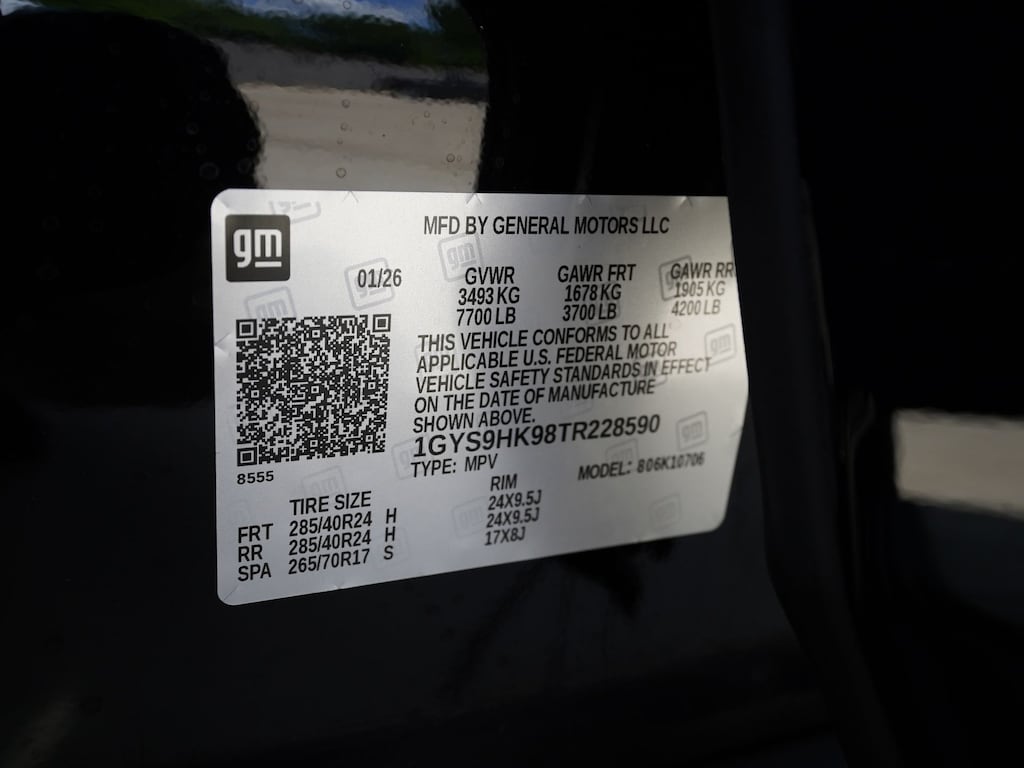 gm
MFD BY GENERAL MOTORS LLC
01/26 GVWR GAWR FRT GAWR RR
3493 KG 1678 KG 1905 KG
7700 LB 3700 LB 4200 LB
THIS VEHICLE CONFORMS TO ALL
APPLICABLE U.S. FEDERAL MOTOR
VEHICLE SAFETY STANDARDS IN EFFECT
ON THE DATE OF MANUFACTURE
SHOWN ABOVE.
1GYS9HK98TR228590
TYPE: MPV MODEL: 806K10706
8555
TIRE SIZE RIM
FRT 285/40R24 H 24X9.5J
RR 285/40R24 H 24X9.5J
SPA 265/70R17 S 17X8J